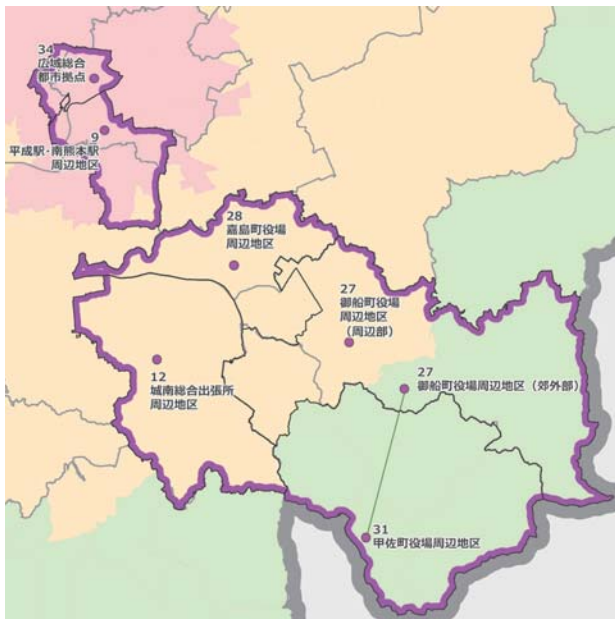 34
広域総合
都市拠点
9
平成駅・南熊本駅
周辺地区
28
嘉島町役場
周辺地区
27
御船町役場
周辺地区
（周辺部）
12
城南総合出張所
周辺地区
27
御船町役場周辺地区（郊外部）
31
甲佐町役場周辺地区